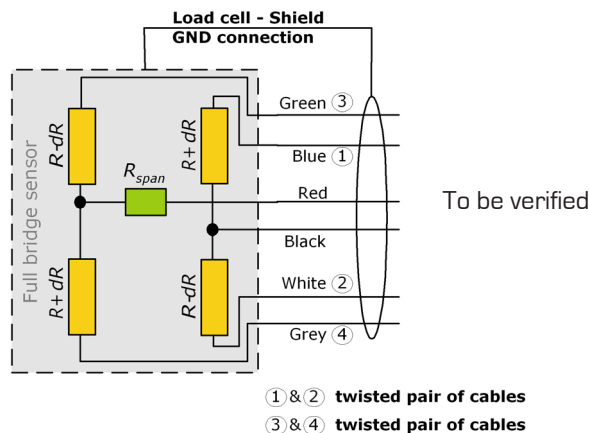 Load cell - Shield
GND connection
Green ③
Blue ①
Red
Black
White ②
Grey ④
Full bridge sensor
R-dR
R+dR
Rspan
R+dR
R-dR
To be verified
①&② twisted pair of cables
③&④ twisted pair of cables